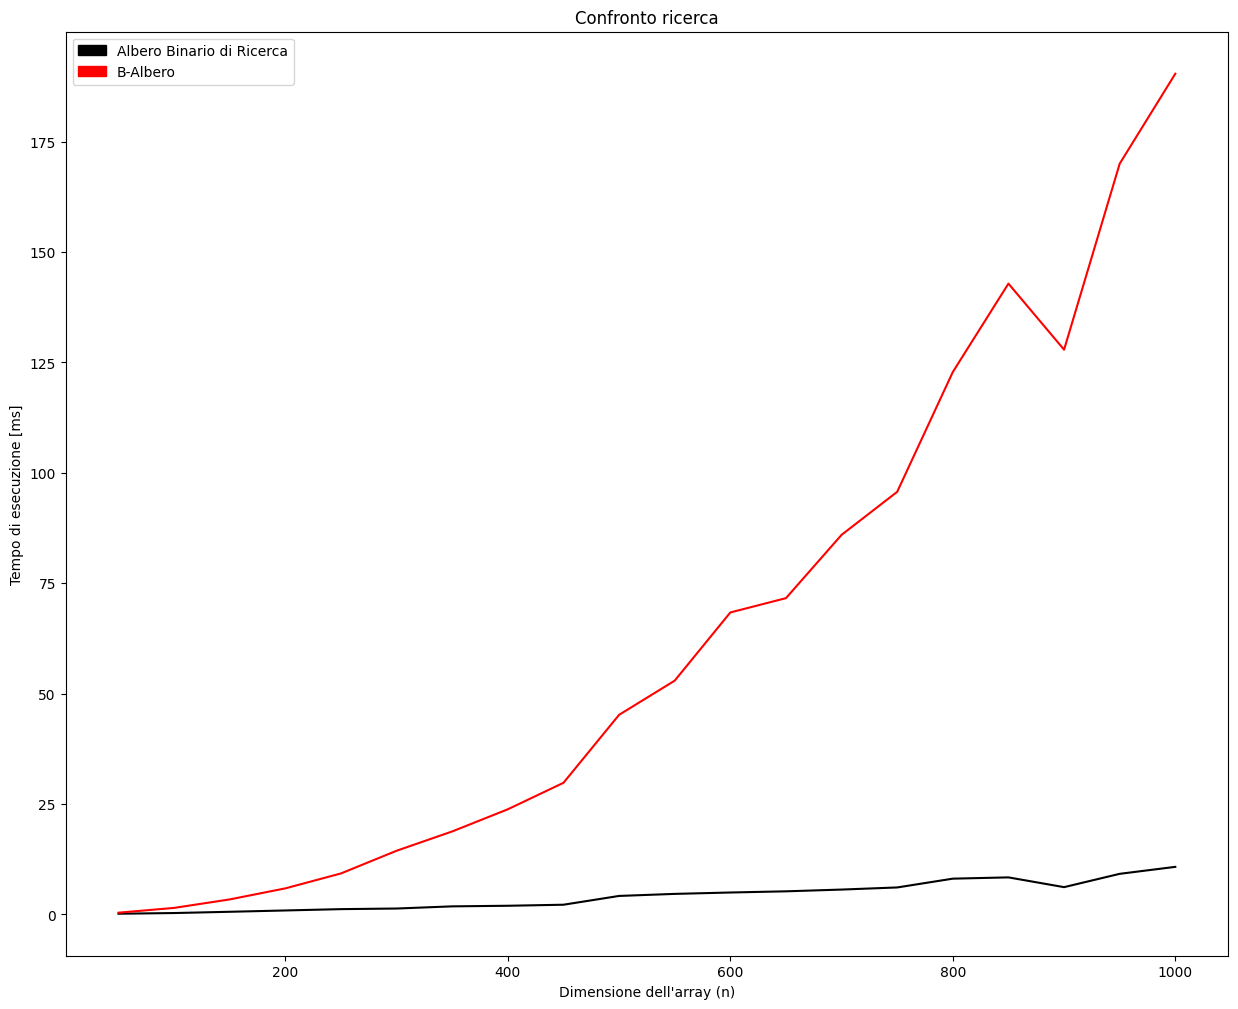 Confronto ricerca
Albero Binario di Ricerca
B-Albero
175
150
125
100
75
50
25
0
Tempo di esecuzione [ms]
200
400
600
800
1000
Dimensione dell'array (n)